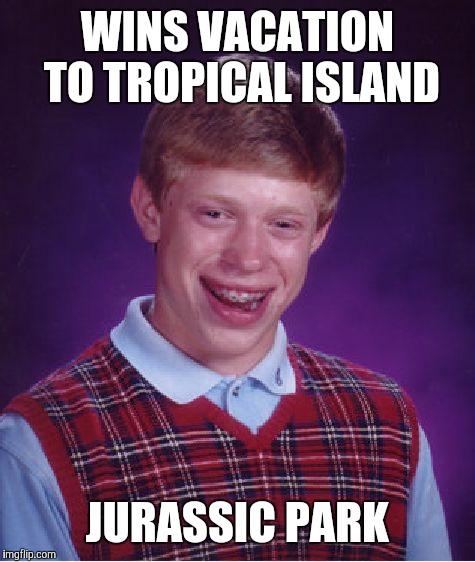 WINS VACATION
TO TROPICAL ISLAND
JURASSIC PARK
imgflip.com